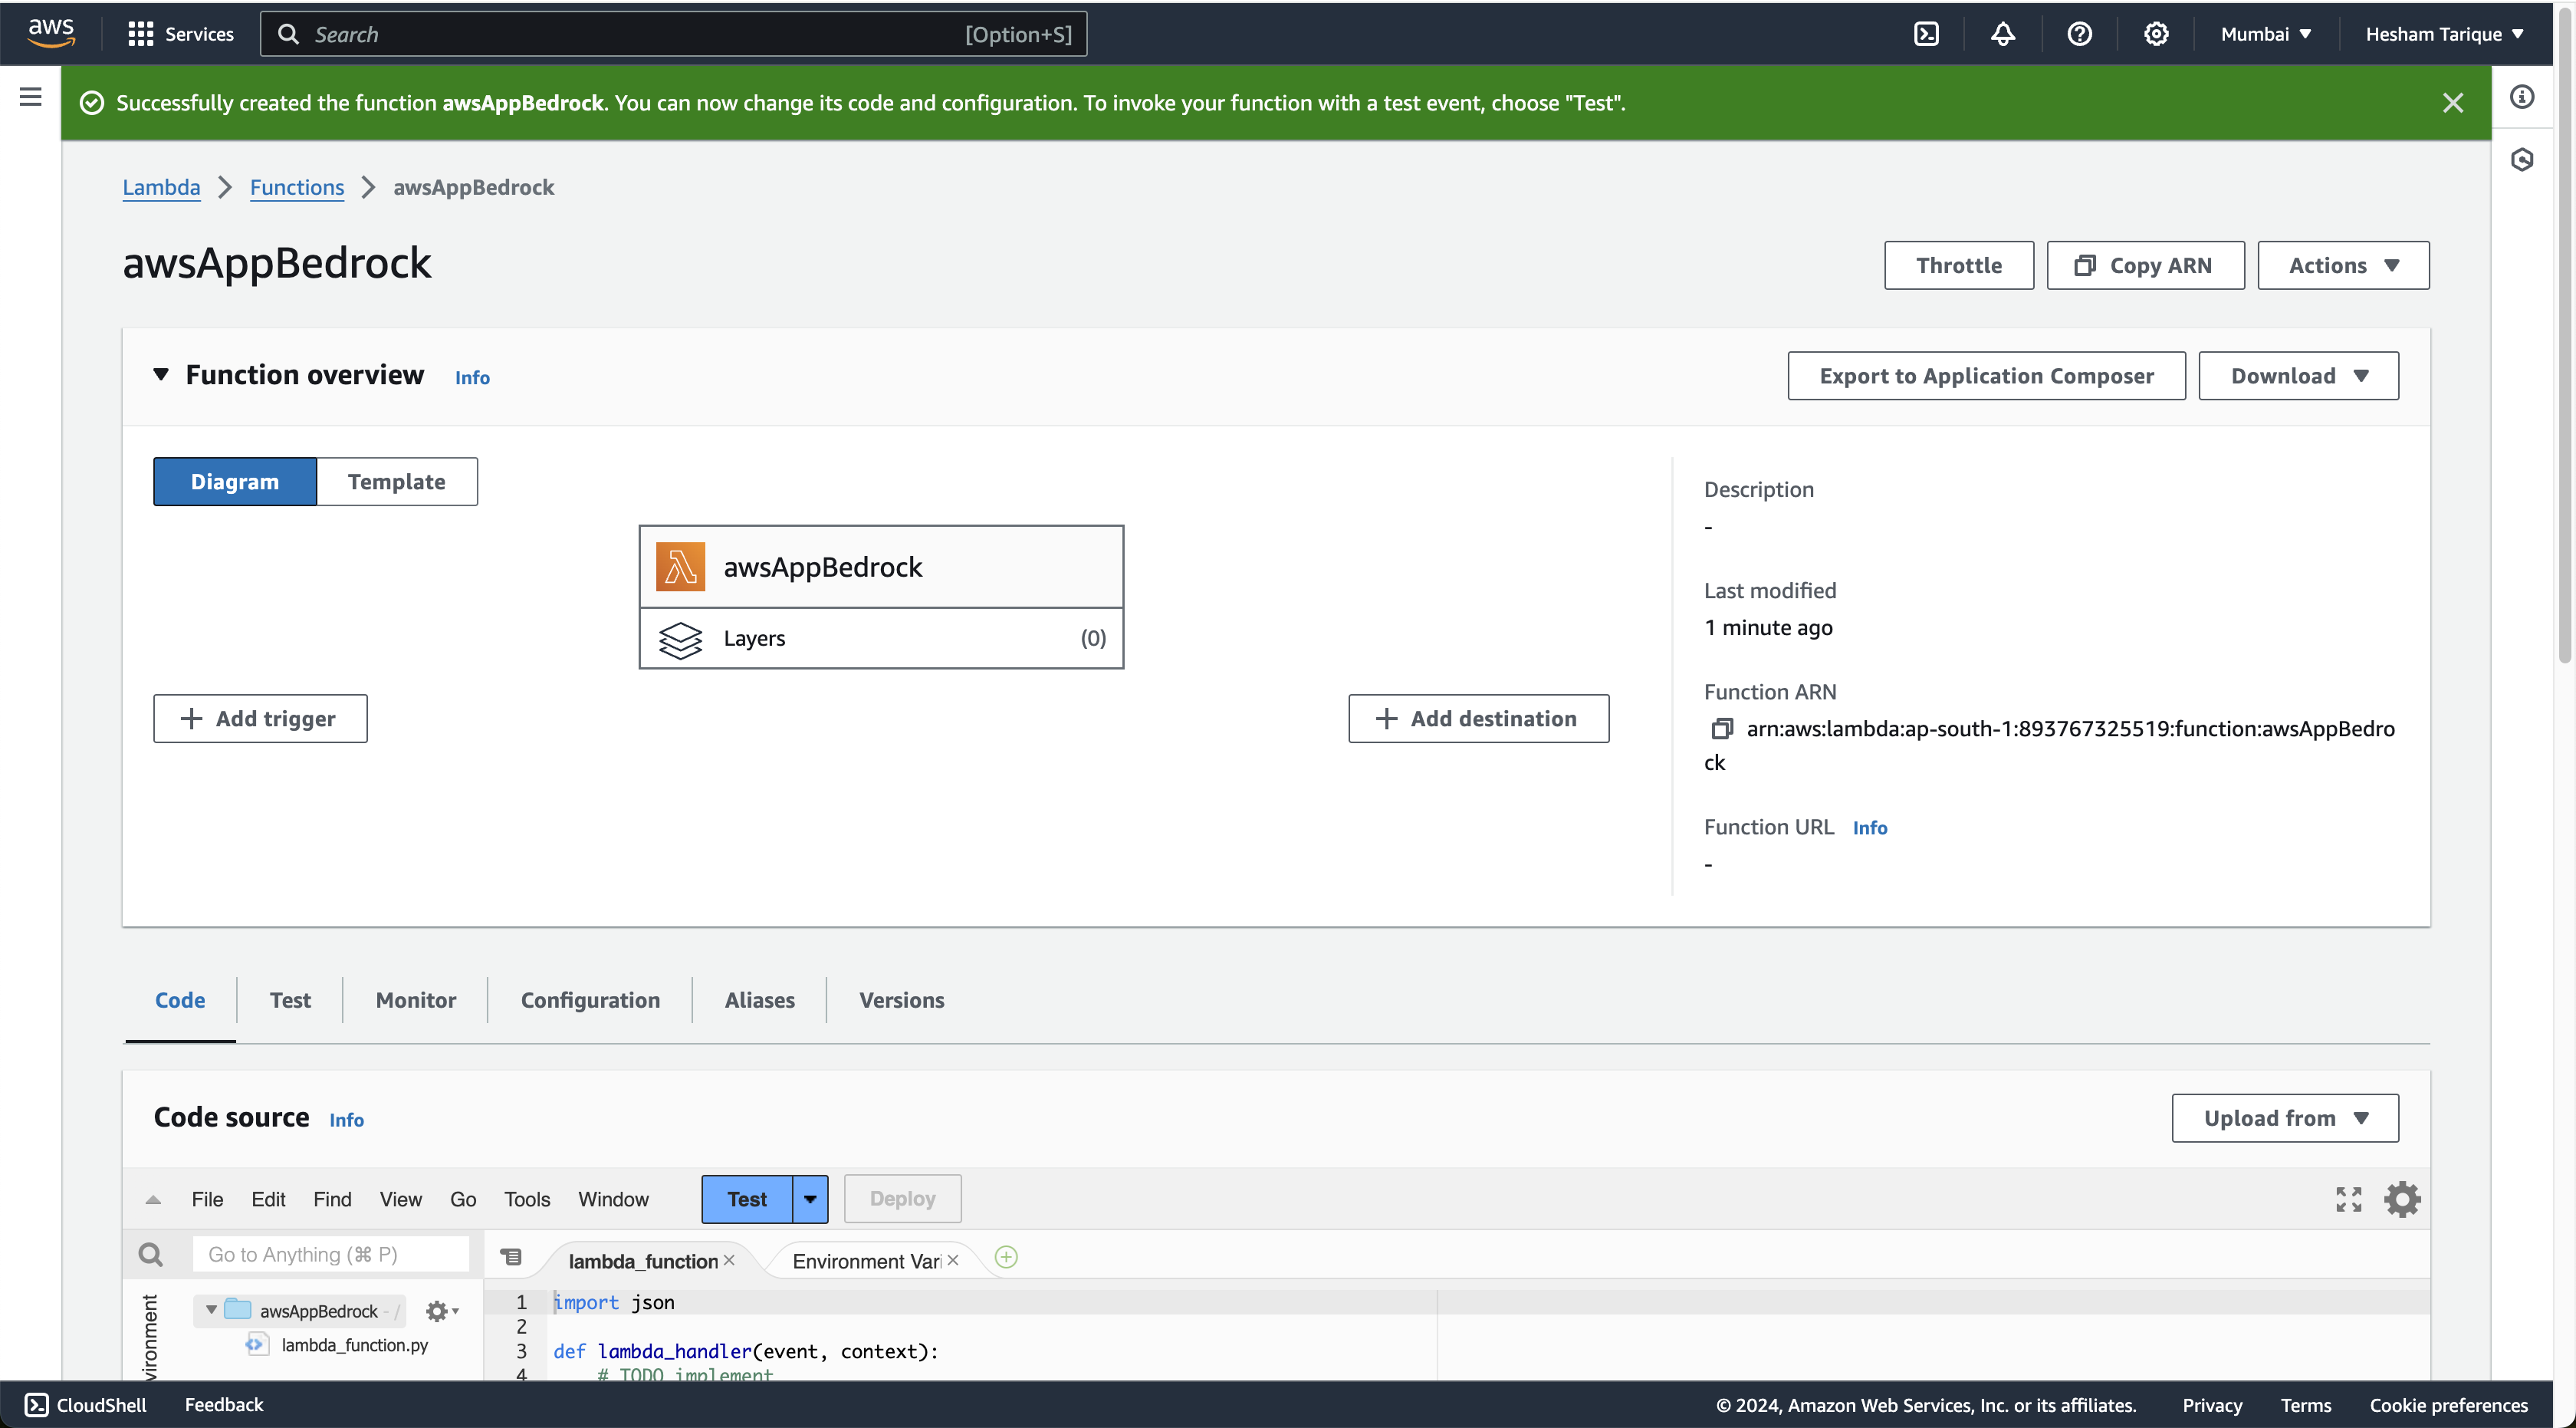 aws Services Search [Option+S] Mumbai ▼ Hesham Tarique ▼
Successfully created the function awsAppBedrock. You can now change its code and configuration. To invoke your function with a test event, choose "Test".
Lambda > Functions > awsAppBedrock
awsAppBedrock
Throttle Copy ARN Actions ▼
▼ Function overview Info
Export to Application Composer Download ▼
Diagram Template
awsAppBedrock
Layers (0)
+ Add trigger
+ Add destination
Description
-
Last modified
1 minute ago
Function ARN
arn:aws:lambda:ap-south-1:893767325519:function:awsAppBedro
ck
Function URL Info
-
Code Test Monitor Configuration Aliases Versions
Code source Info
Upload from ▼
File Edit Find View Go Tools Window Test Deploy
Go to Anything (⌘ P) lambda_function × Environment Vari ×
vironment
awsAppBedrock - /
lambda_function.py
1 import json
2
3 def lambda_handler(event, context):
4 # TODO implement
CloudShell Feedback © 2024, Amazon Web Services, Inc. or its affiliates. Privacy Terms Cookie preferences